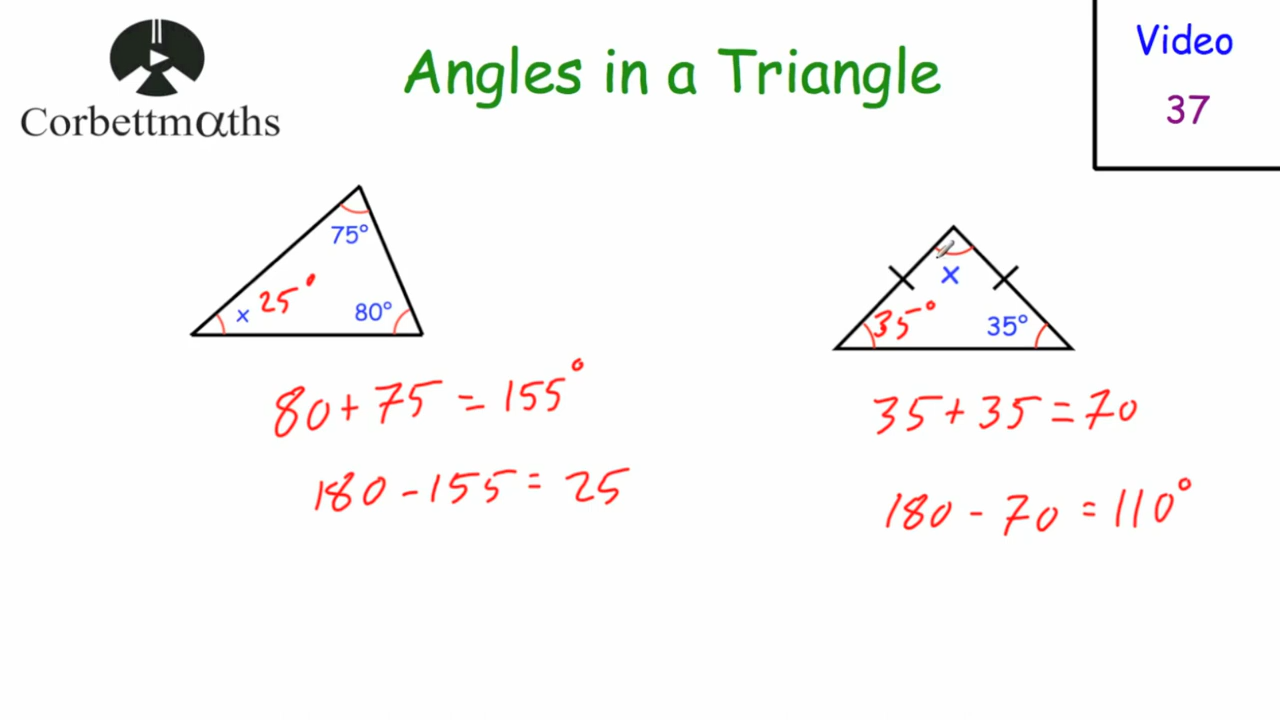 Corbettmαths
Angles in a Triangle
Video
37
75°
x 25°
80°
80 + 75 = 155°
180 - 155 = 25
x
35°
35°
35 + 35 = 70
180 - 70 = 110°